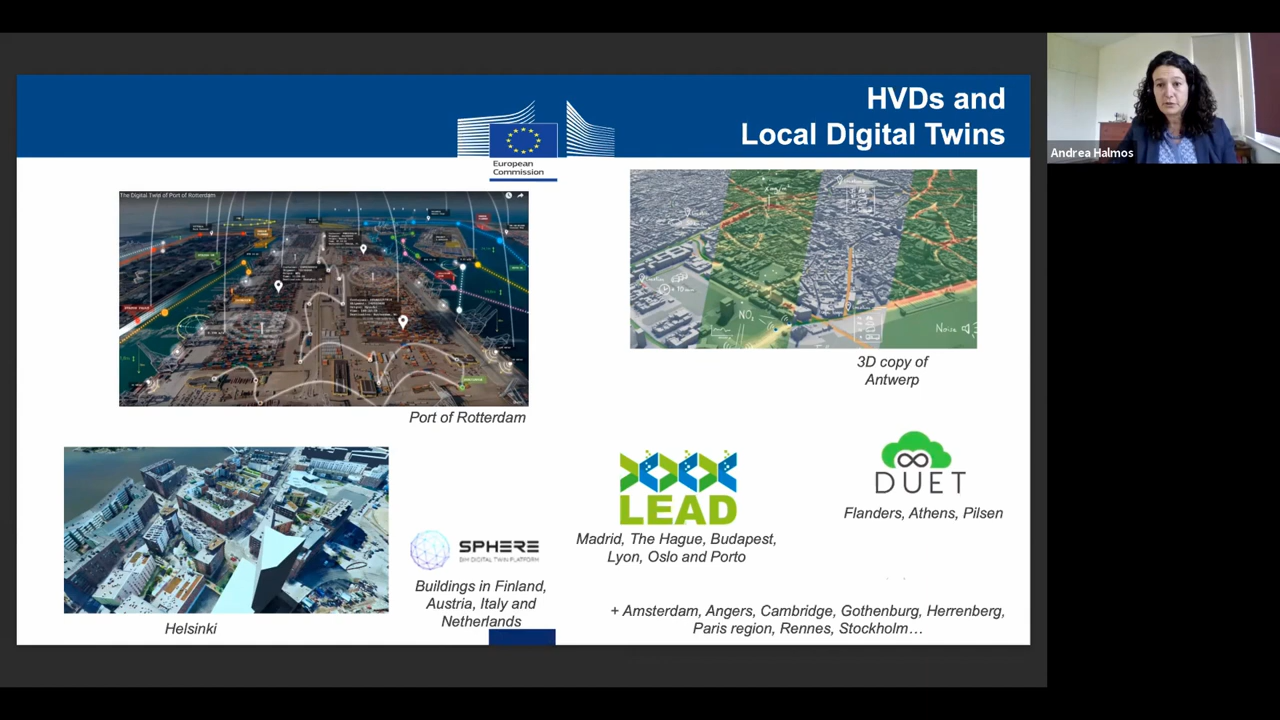 HVDs and
Local Digital Twins
European
Commission
Andrea Halmos
The Digital Twin of Port of Rotterdam
NOx
Noise
3D copy of
Antwerp
Port of Rotterdam
LEAD
Madrid, The Hague, Budapest,
Lyon, Oslo and Porto
DUET
Flanders, Athens, Pilsen
SPHERE
BIM DIGITAL TWIN PLATFORM
Buildings in Finland,
Austria, Italy and
Netherlands
Helsinki
+ Amsterdam, Angers, Cambridge, Gothenburg, Herrenberg,
Paris region, Rennes, Stockholm…